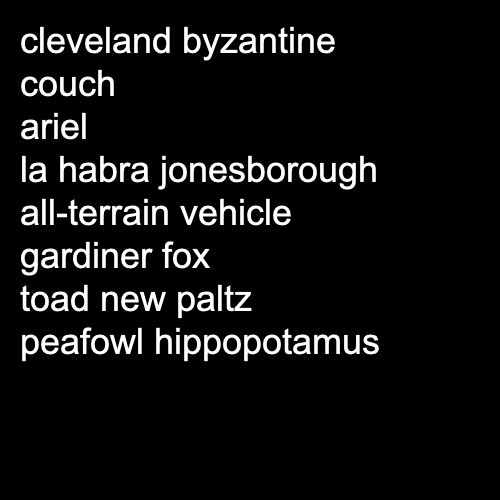 cleveland byzantine
couch
ariel
la habra jonesborough
all-terrain vehicle
gardiner fox
toad new paltz
peafowl hippopotamus